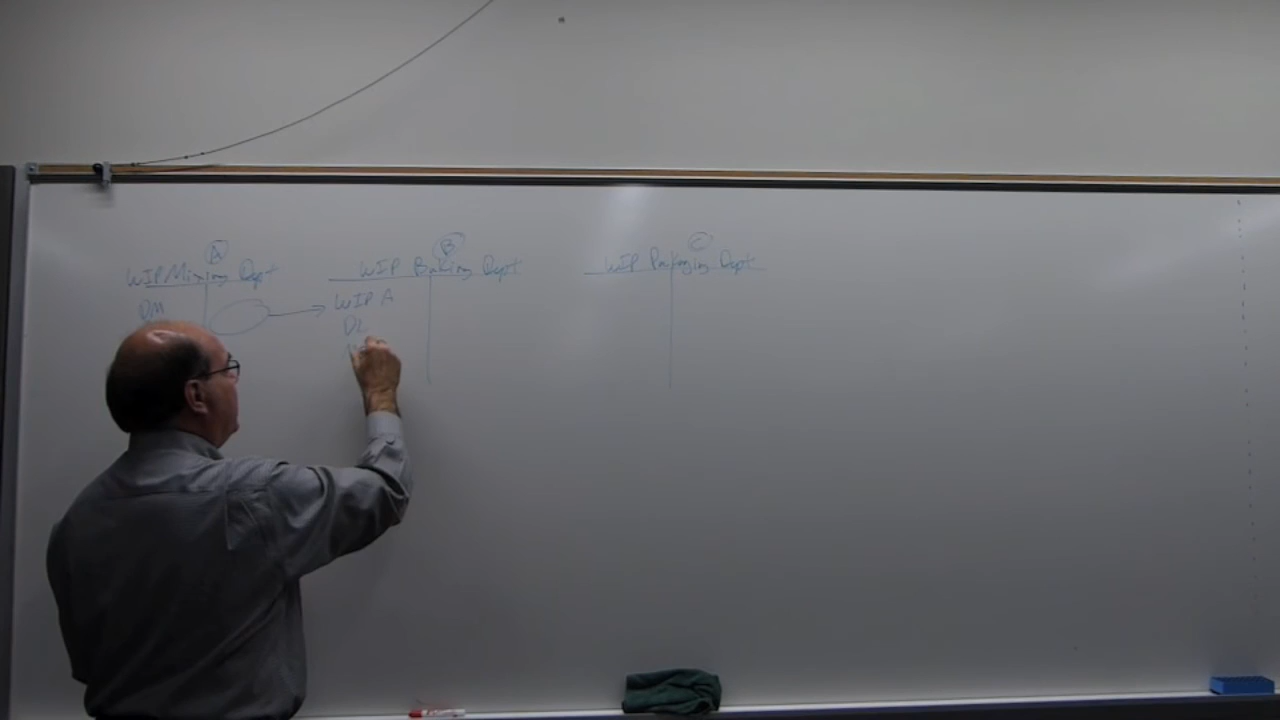 A
WIP Mixing Dept
DM
B
WIP Baking Dept
WIP A
DL
C
WIP Packaging Dept